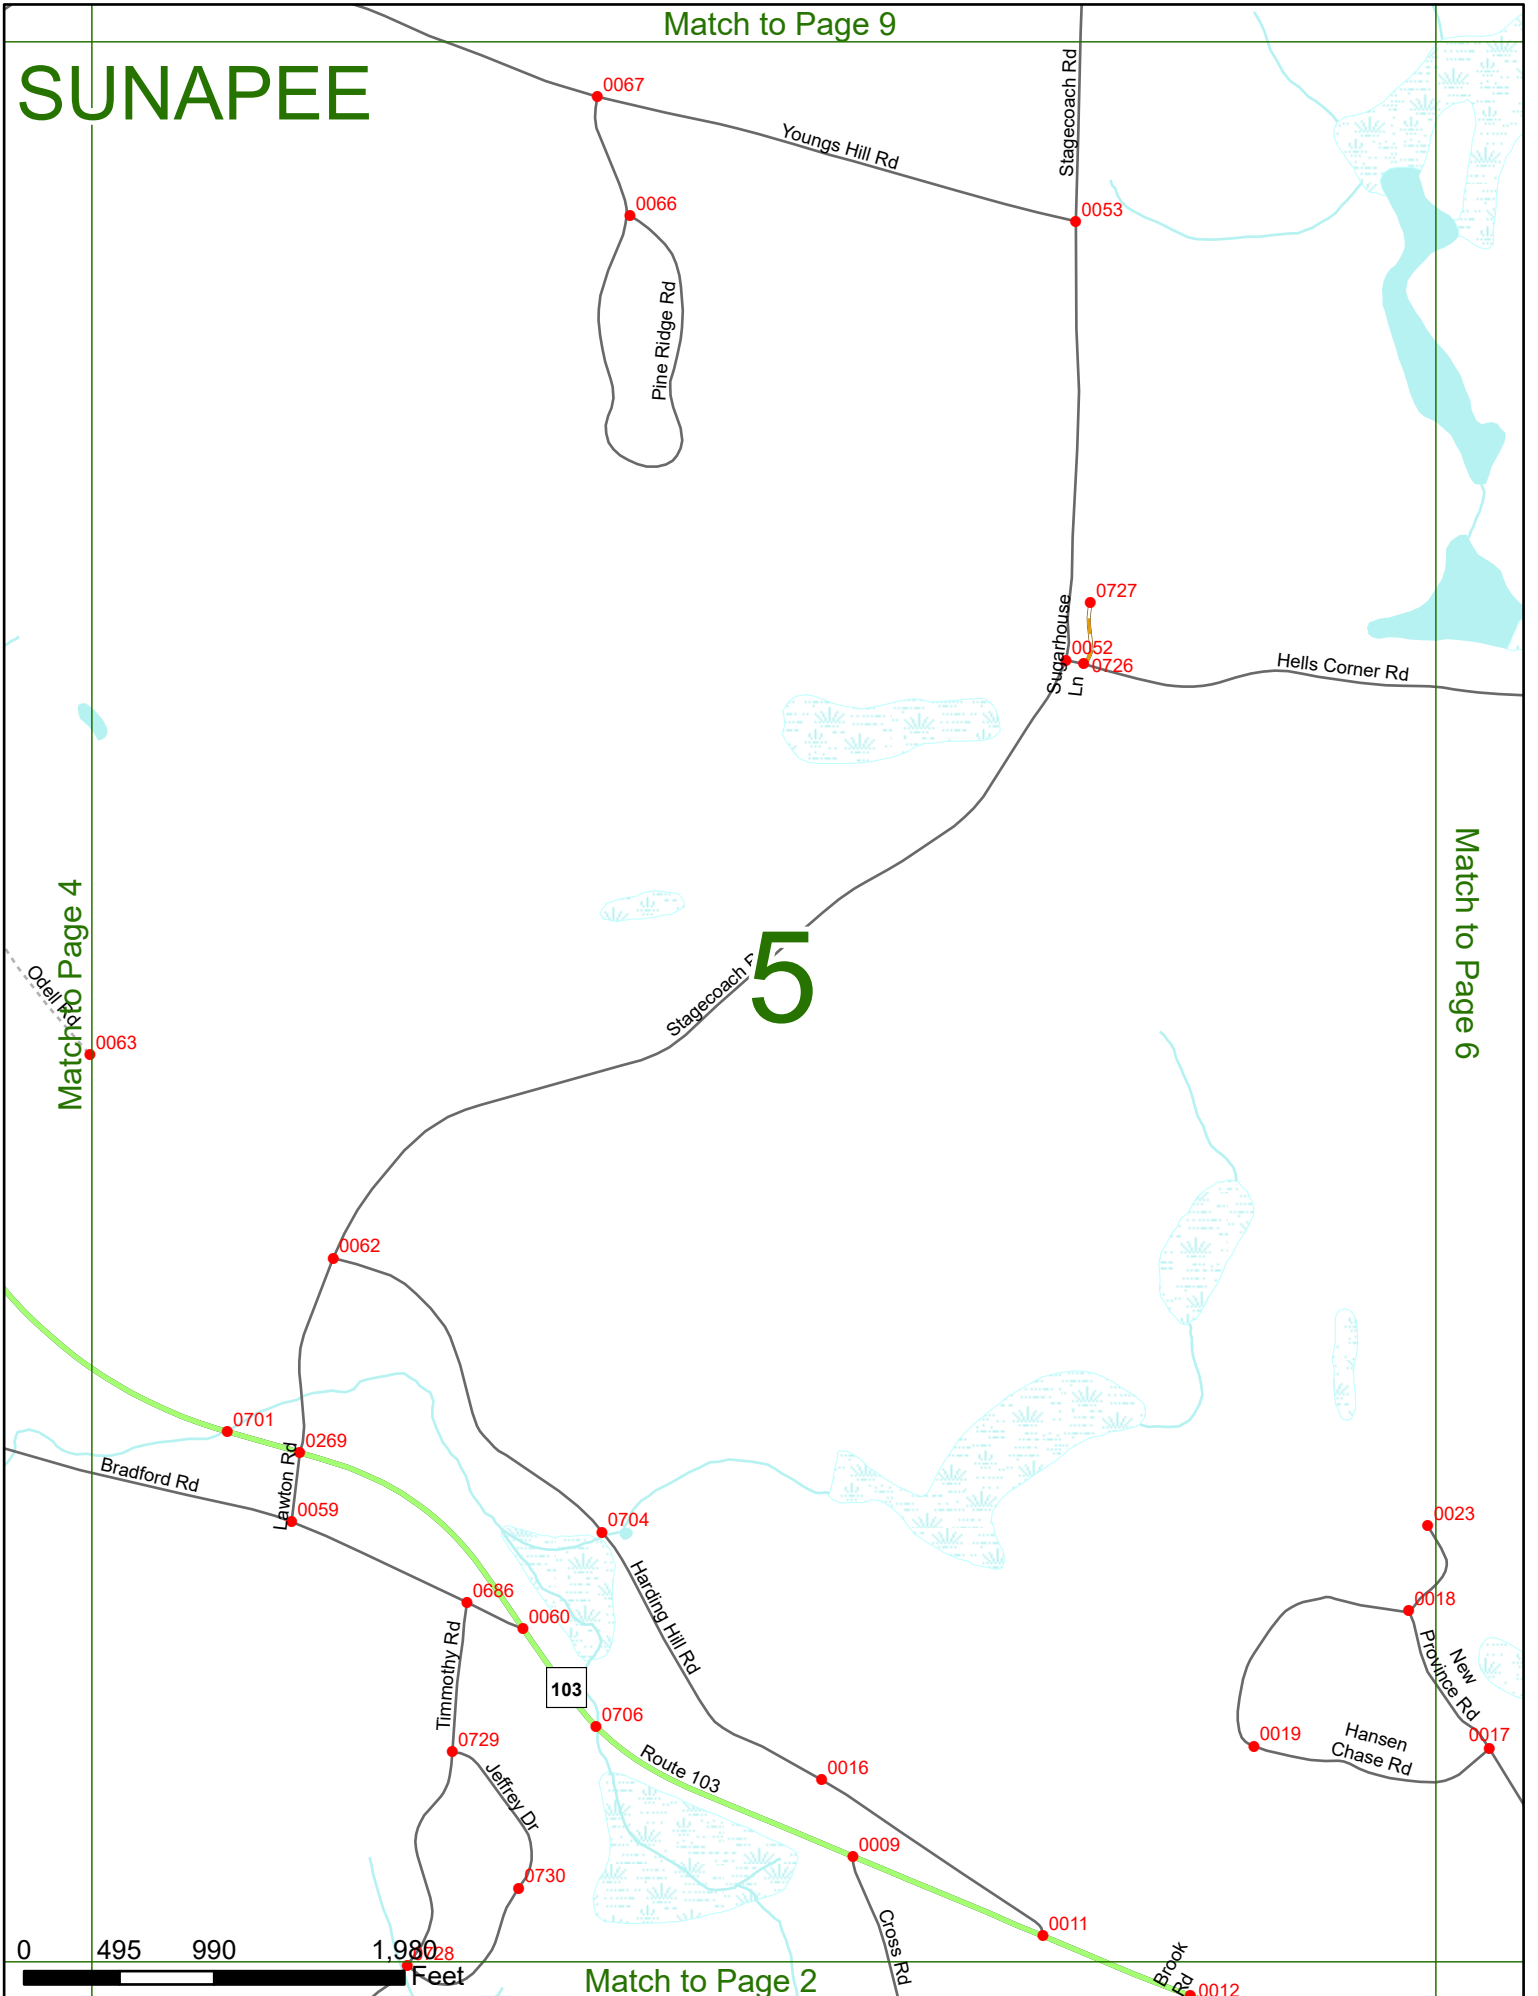 Match to Page 9
SUNAPEE
0067
Youngs Hill Rd
Stagecoach Rd
0066
0053
Pine Ridge Rd
0727
Sugarhouse
Ln
0052
0726
Hells Corner Rd
Match to Page 4
Match to Page 6
5
Stagecoach
Odell Rd
0063
0062
0701
0269
Bradford Rd
Lawton Rd
0059
0704
0023
0686
0060
0018
Harding Hill Rd
Timmothy Rd
New
Province Rd
103
0706
0729
0019
Hansen
Chase Rd
0017
Route 103
0016
Jeffrey Dr
0009
0730
Cross Rd
0011
0 495 990 1,980
Feet
0728
Match to Page 2
Brook
Rd
0012